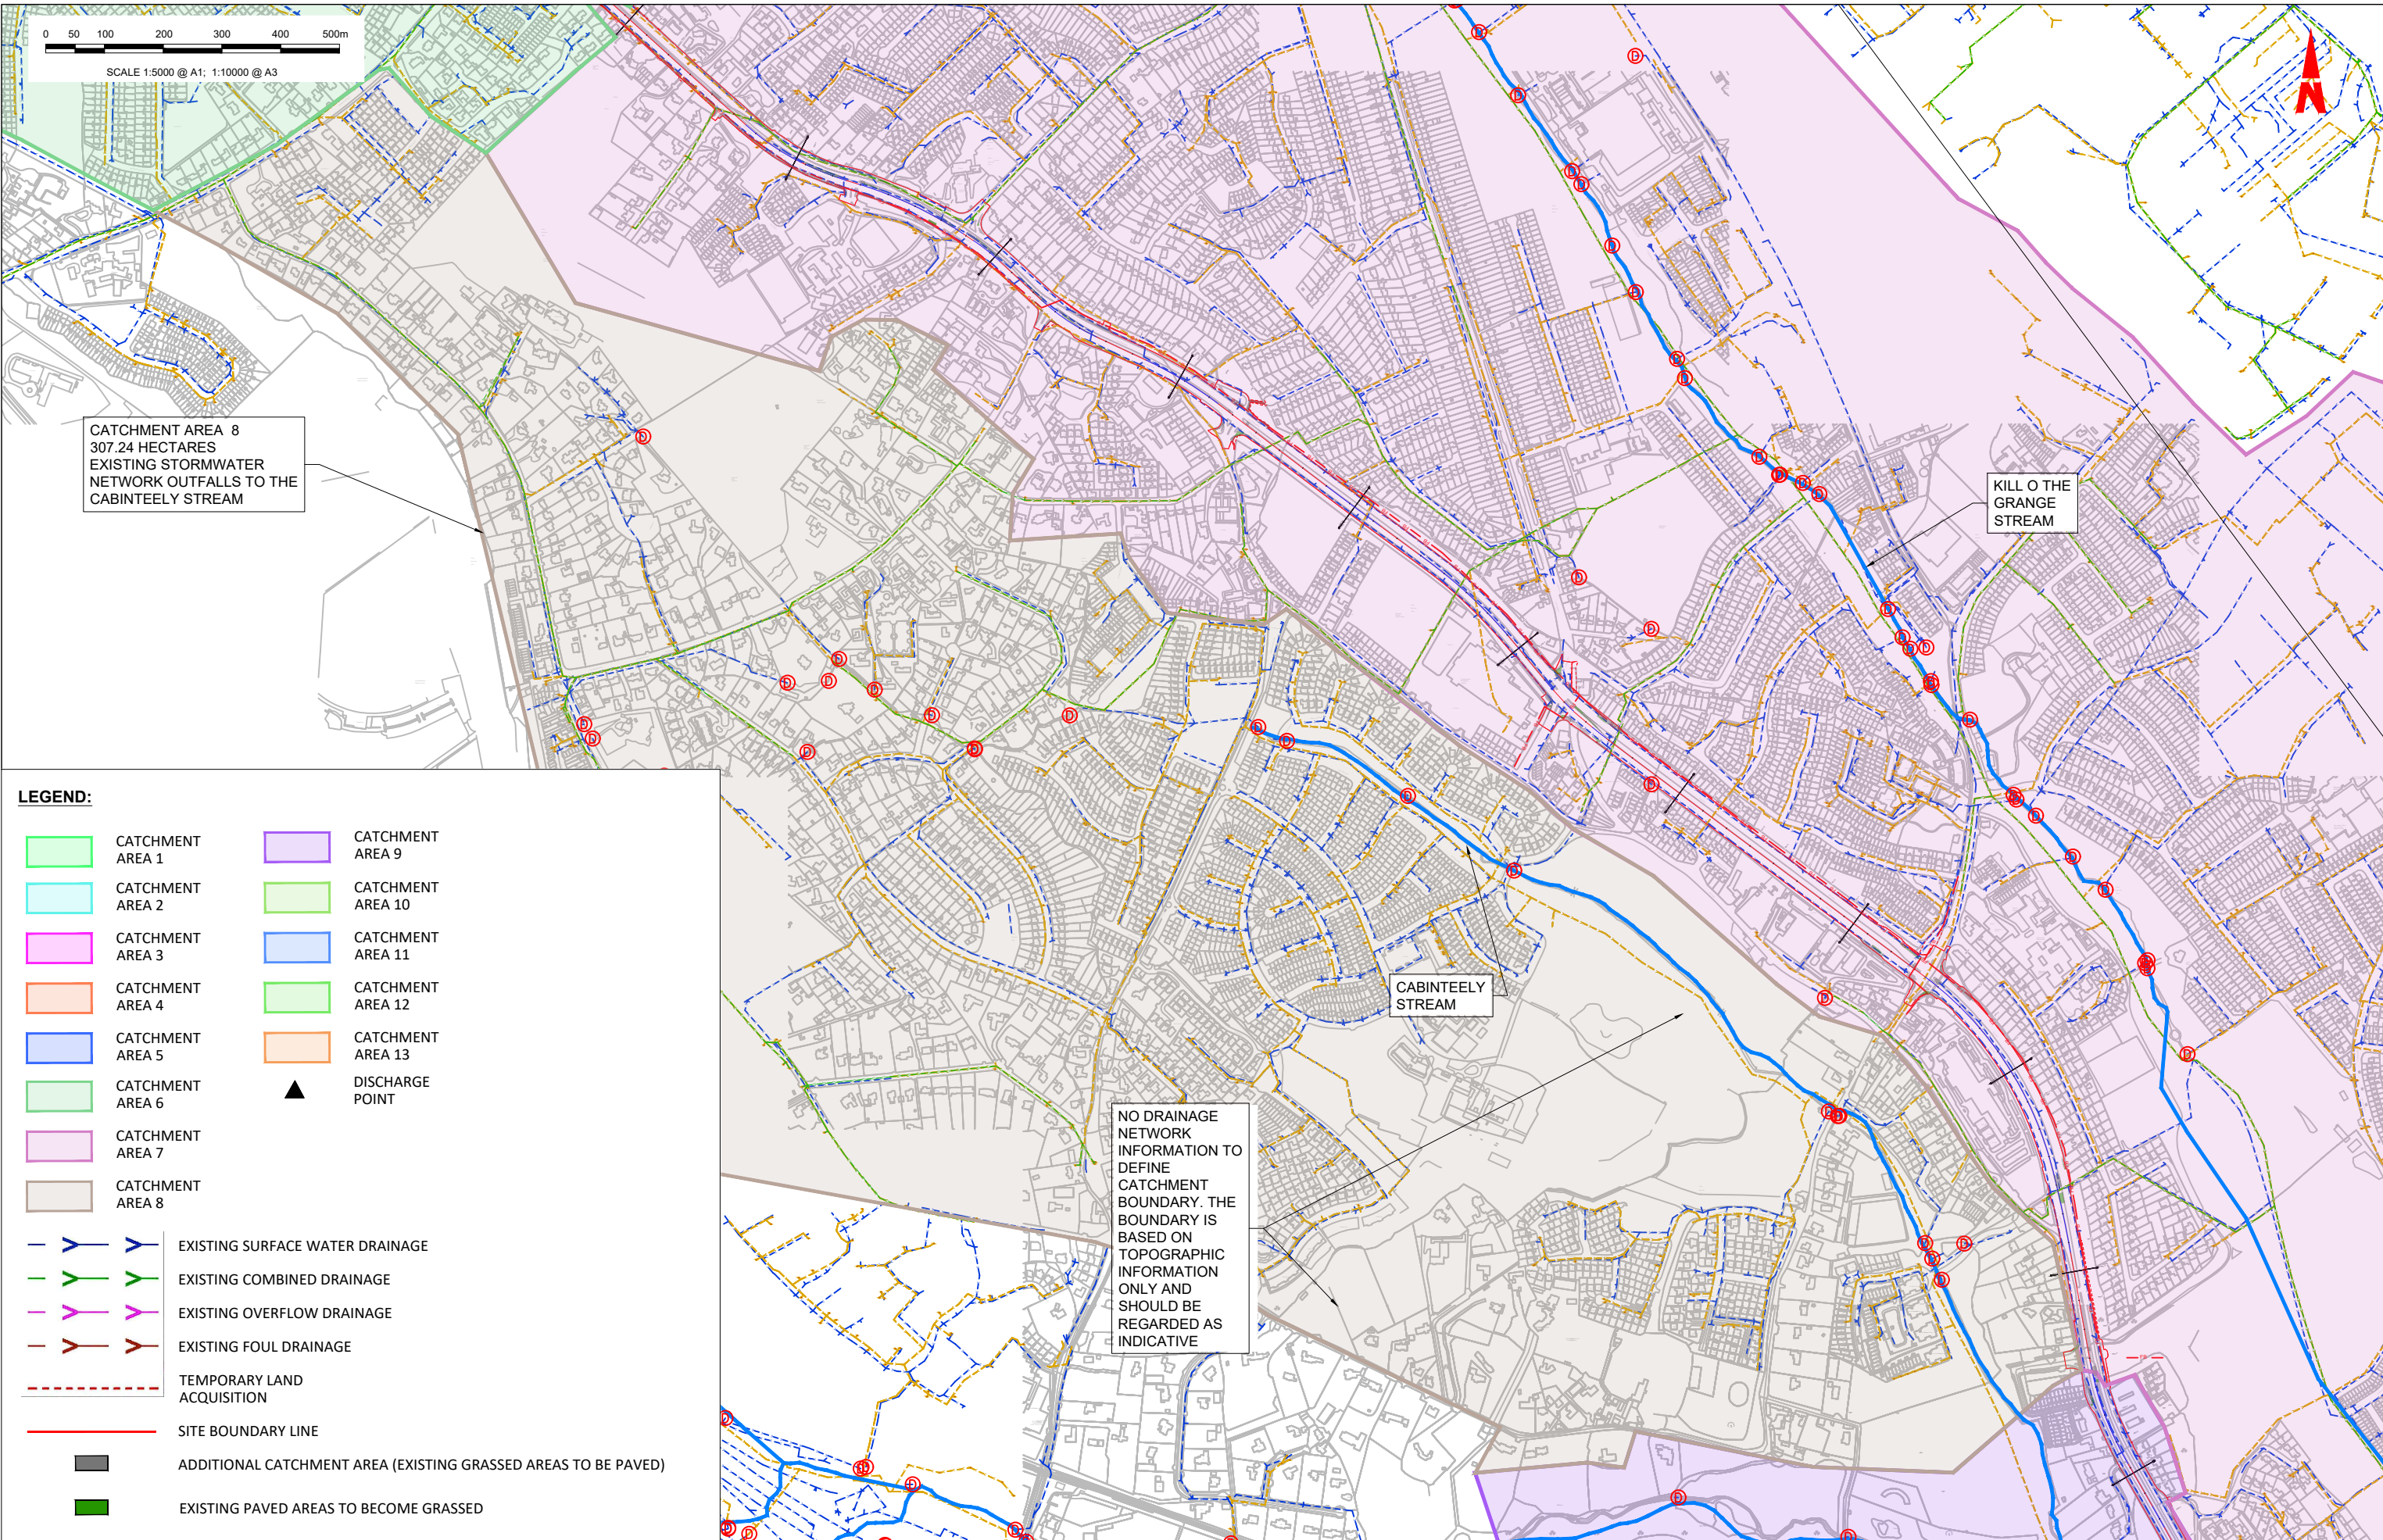 0 50 100 200 300 400 500m
SCALE 1:5000 @ A1; 1:10000 @ A3
N
CATCHMENT AREA 8
307.24 HECTARES
EXISTING STORMWATER
NETWORK OUTFALLS TO THE
CABINTEELY STREAM
KILL O THE
GRANGE
STREAM
CABINTEELY
STREAM
NO DRAINAGE
NETWORK
INFORMATION TO
DEFINE
CATCHMENT
BOUNDARY. THE
BOUNDARY IS
BASED ON
TOPOGRAPHIC
INFORMATION
ONLY AND
SHOULD BE
REGARDED AS
INDICATIVE
LEGEND:
CATCHMENT
AREA 1
CATCHMENT
AREA 2
CATCHMENT
AREA 3
CATCHMENT
AREA 4
CATCHMENT
AREA 5
CATCHMENT
AREA 6
CATCHMENT
AREA 7
CATCHMENT
AREA 8
CATCHMENT
AREA 9
CATCHMENT
AREA 10
CATCHMENT
AREA 11
CATCHMENT
AREA 12
CATCHMENT
AREA 13
DISCHARGE
POINT
EXISTING SURFACE WATER DRAINAGE
EXISTING COMBINED DRAINAGE
EXISTING OVERFLOW DRAINAGE
EXISTING FOUL DRAINAGE
TEMPORARY LAND
ACQUISITION
SITE BOUNDARY LINE
ADDITIONAL CATCHMENT AREA (EXISTING GRASSED AREAS TO BE PAVED)
EXISTING PAVED AREAS TO BECOME GRASSED